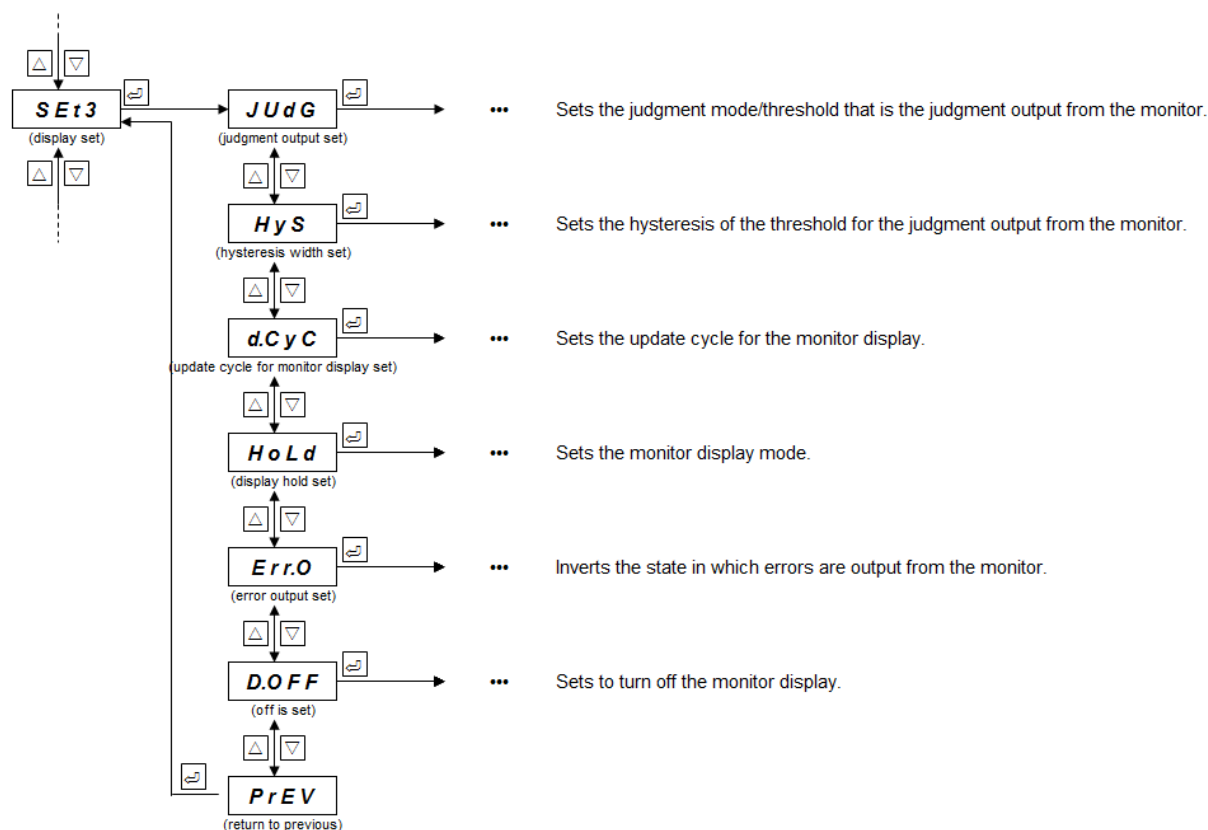 △ ▽
SEt3
(display set)
△ ▽
JUdG
(judgment output set)
••• Sets the judgment mode/threshold that is the judgment output from the monitor.
△ ▽
HyS
(hysteresis width set)
••• Sets the hysteresis of the threshold for the judgment output from the monitor.
△ ▽
d.CyC
(update cycle for monitor display set)
••• Sets the update cycle for the monitor display.
△ ▽
HoLd
(display hold set)
••• Sets the monitor display mode.
△ ▽
Err.O
(error output set)
••• Inverts the state in which errors are output from the monitor.
△ ▽
D.OFF
(off is set)
••• Sets to turn off the monitor display.
△ ▽
PrEV
(return to previous)